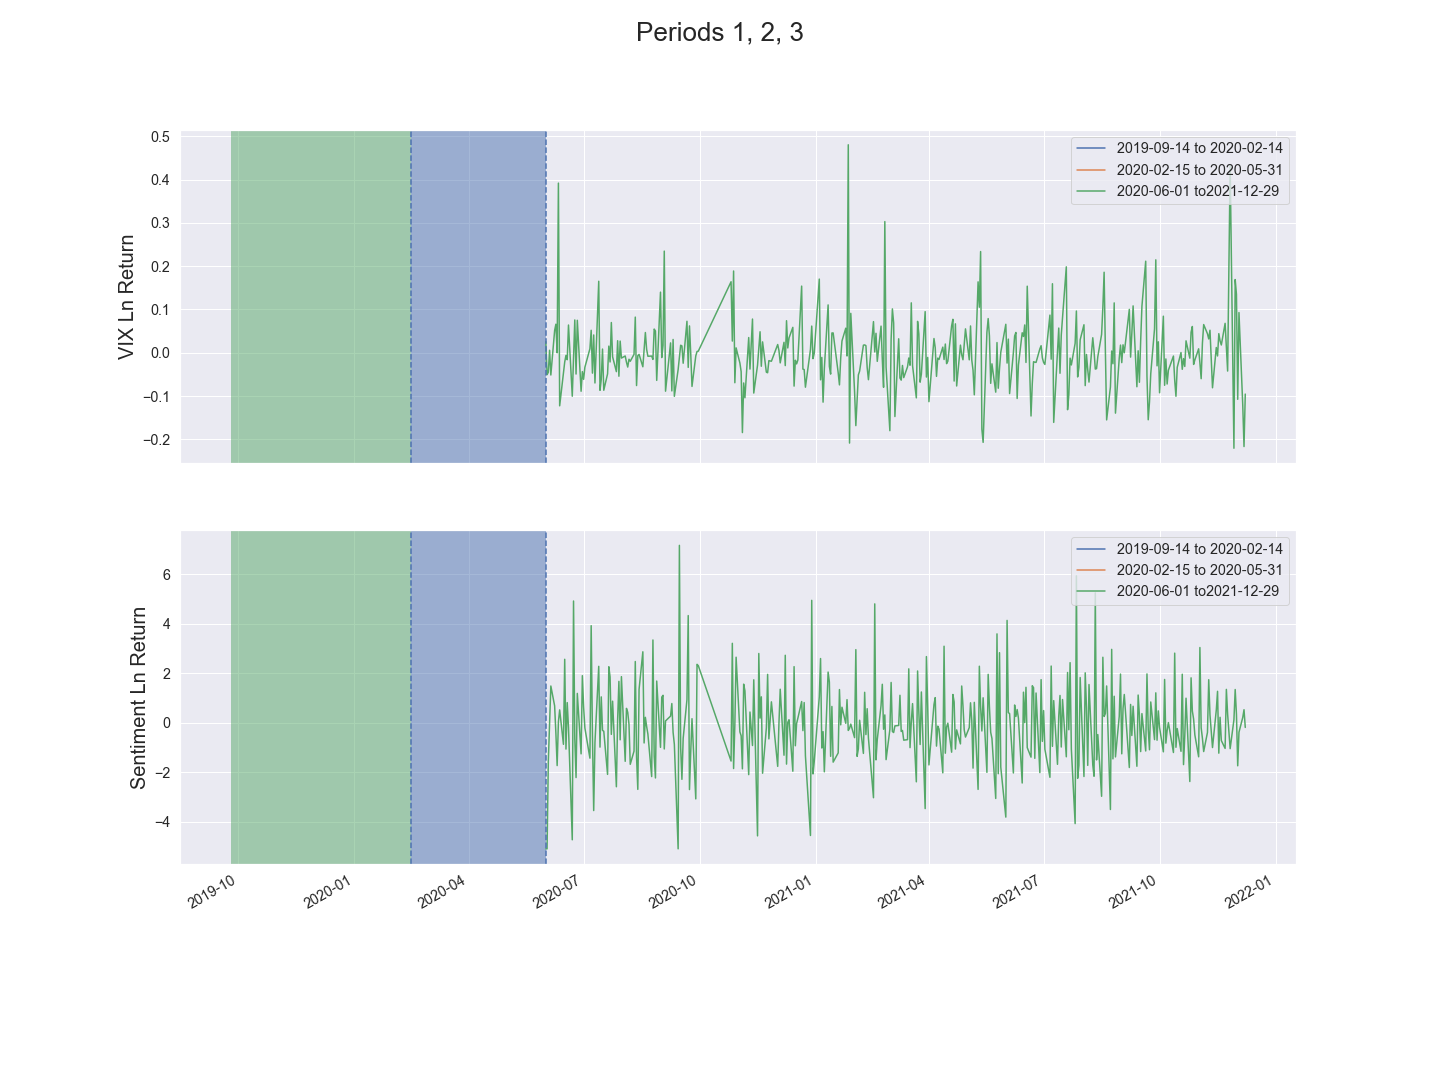 Periods 1, 2, 3
VIX Ln Return
0.5
0.4
0.3
0.2
0.1
0.0
−0.1
−0.2
2019-09-14 to 2020-02-14
2020-02-15 to 2020-05-31
2020-06-01 to2021-12-29
Sentiment Ln Return
6
4
2
0
−2
−4
2019-09-14 to 2020-02-14
2020-02-15 to 2020-05-31
2020-06-01 to2021-12-29
2019-10
2020-01
2020-04
2020-07
2020-10
2021-01
2021-04
2021-07
2021-10
2022-01